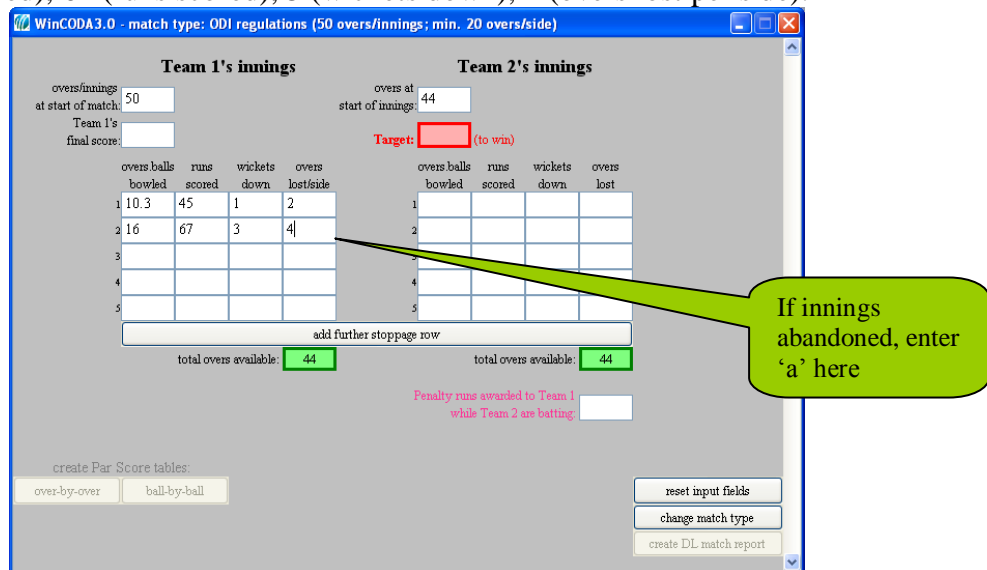 WinCODA3.0 - match type: ODI regulations (50 overs/innings; min. 20 overs/side)
Team 1's innings
Team 2's innings
overs/innings
at start of match: 50
overs at
start of innings: 44
Team 1's
final score:
Target: (to win)
overs.balls runs wickets overs
bowled scored down lost/side
overs.balls runs wickets overs
bowled scored down lost
1 10.3 45 1 2
1
2 16 67 3 4
2
3
4
4
5
5
If innings
abandoned, enter
‘a’ here
add further stoppage row
total overs available: 44
total overs available: 44
Penalty runs awarded to Team 1
while Team 2 are batting:
create Par Score tables:
over-by-over ball-by-ball
reset input fields
change match type
create DL match report